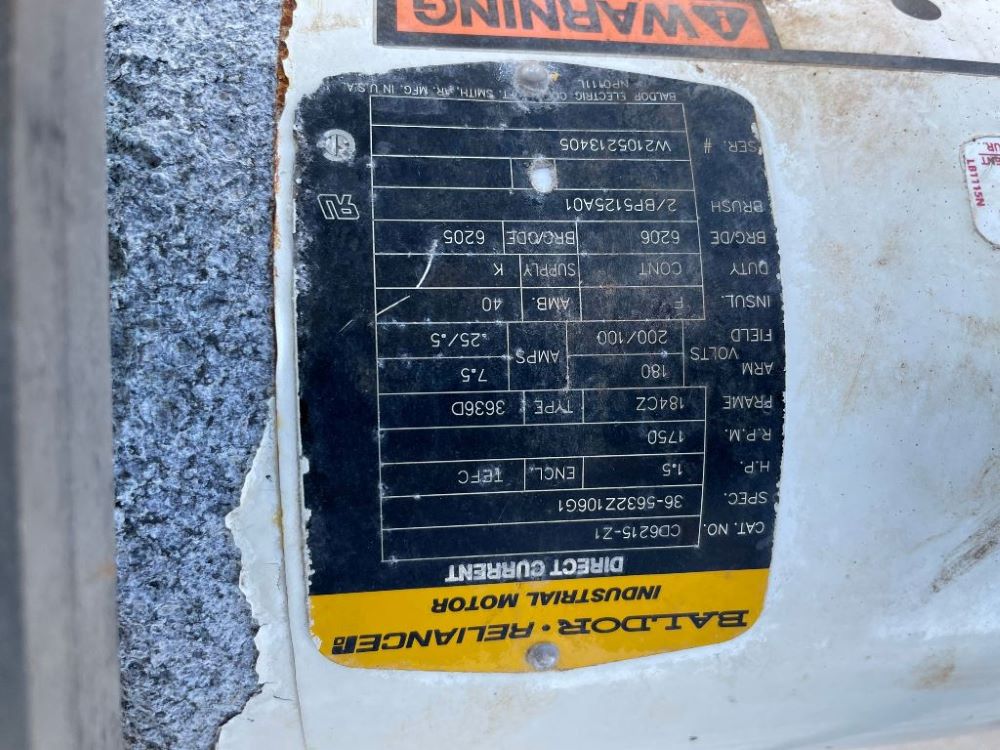 BALDOR • RELIANCE
INDUSTRIAL MOTOR
DIRECT CURRENT
CAT. NO. CD6215-Z1
SPEC. 36-5632Z106G1
H.P. 1.5 ENCL. TEFC
R.P.M. 1750
FRAME 184CZ TYPE 3636D
ARM VOLTS 180 AMPS 7.5
FIELD 200/100 .25/.5
INSUL. F AMB. 40
DUTY CONT SUPPLY K
BRG/DE 6206 BRG/ODE 6205
BRUSH 2/BP5125A01
SER. # W2105213405
BALDOR ELECTRIC CO. FT. SMITH, AR. MFG. IN U.S.A.
NP0111L
WARNING
LB1115N